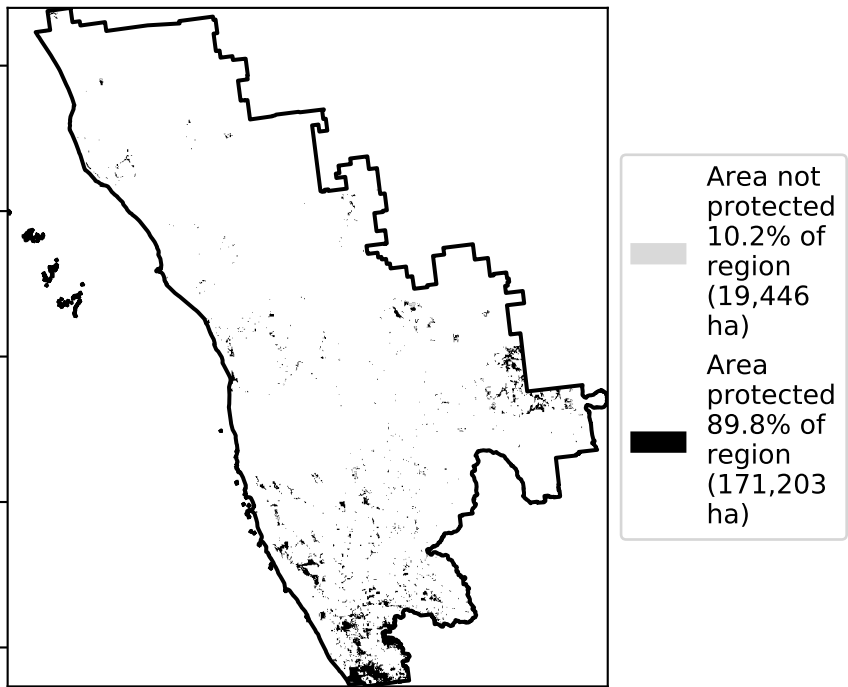 Area not
protected
10.2% of
region
(19,446
ha)
Area
protected
89.8% of
region
(171,203
ha)